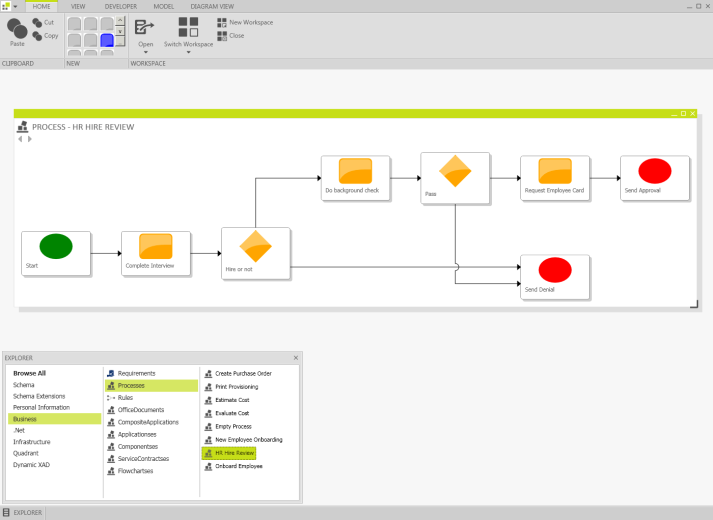 HOME VIEW DEVELOPER MODEL DIAGRAM VIEW
Paste
Cut
Copy
Open
Switch Workspace
New Workspace
Close
CLIPBOARD NEW WORKSPACE
PROCESS - HR HIRE REVIEW
Do background check
Pass
Request Employee Card
Send Approval
Start
Complete Interview
Hire or not
Send Denial
EXPLORER
Browse All
Schema
Schema Extensions
Personal Information
Business
.Net
Infrastructure
Quadrant
Dynamic XAD
Requirements
Processes
Rules
OfficeDocuments
CompositeApplications
Applicationses
Componentses
ServiceContractses
Flowchartses
Create Purchase Order
Print Provisioning
Estimate Cost
Evaluate Cost
Empty Process
New Employee Onboarding
HR Hire Review
Onboard Employee
EXPLORER